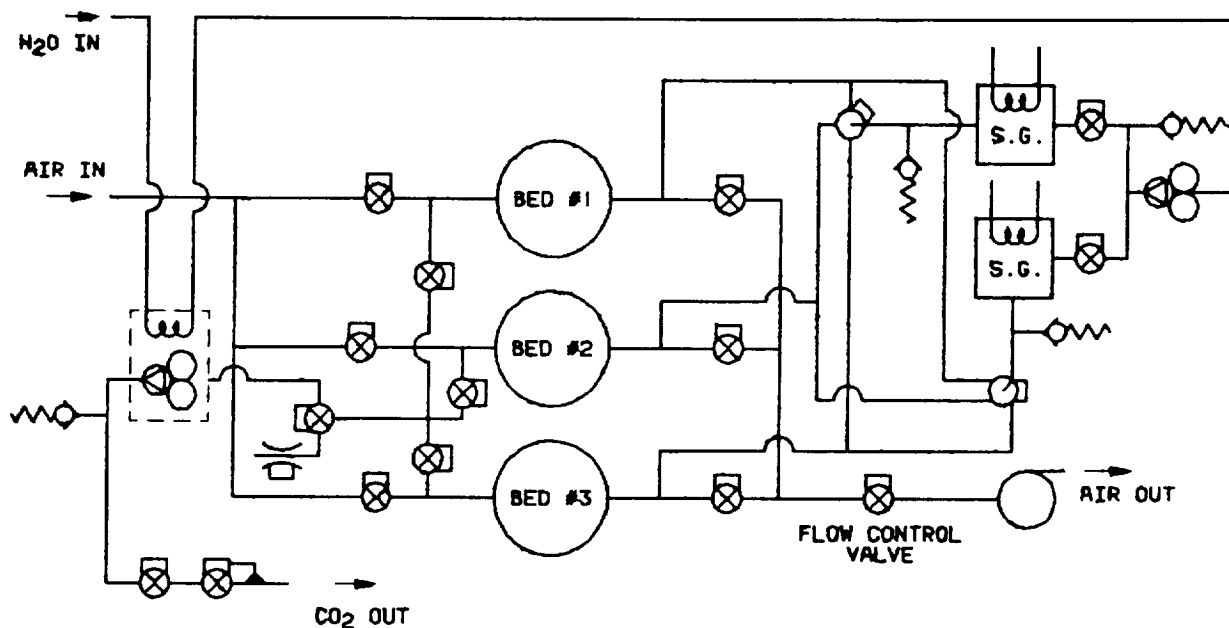 H2O IN
AIR IN
BED #1
S.G.
S.G.
BED #2
BED #3
AIR OUT
FLOW CONTROL
VALVE
CO2 OUT